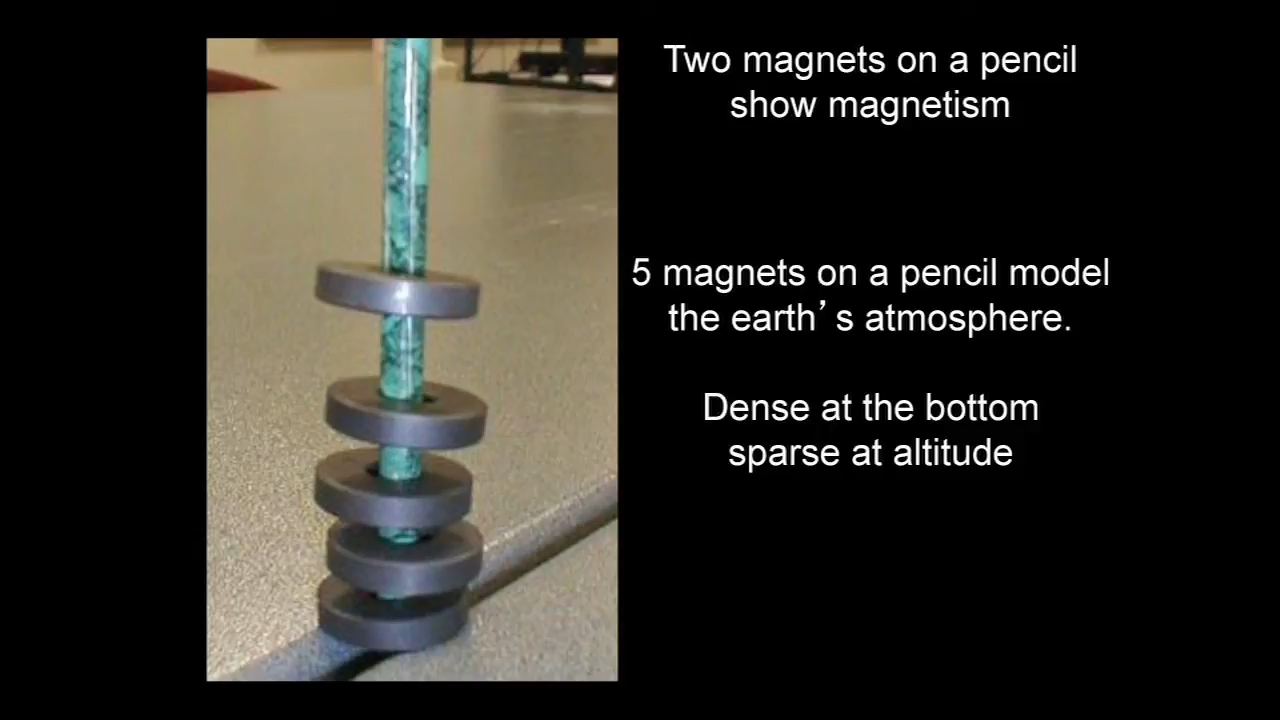 Two magnets on a pencil
show magnetism
5 magnets on a pencil model
the earth’s atmosphere.
Dense at the bottom
sparse at altitude